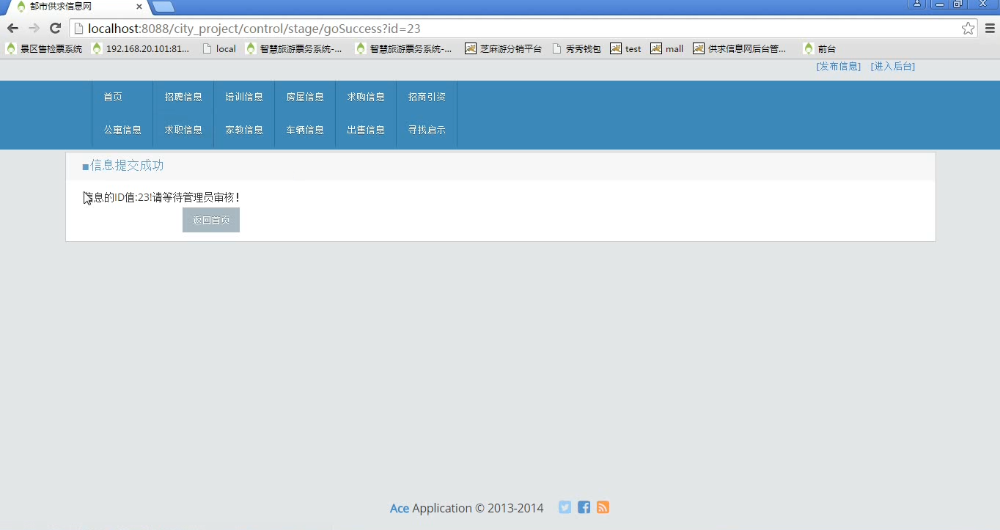 都市供求信息网
localhost:8088/city_project/control/stage/goSuccess?id=23
景区售检票系统 192.168.20.101:81... local 智慧旅游票务系统-... 智慧旅游票务系统-... 芝麻游分销平台 秀秀钱包 test mall 供求信息网后台管... 前台
[发布信息] [进入后台]
首页 招聘信息 培训信息 房屋信息 求购信息 招商引资
公寓信息 求职信息 家教信息 车辆信息 出售信息 寻找启示
■信息提交成功
信息的ID值:23!请等待管理员审核!
返回首页
Ace Application © 2013-2014